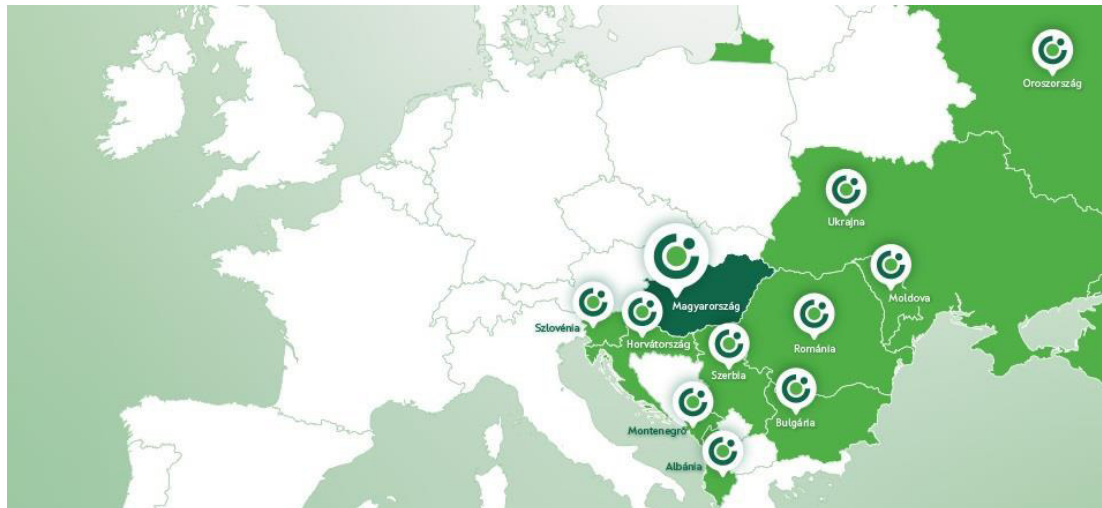 Oroszország
Ukrajna
Moldova
Magyarország
Szlovénia
Horvátország
Románia
Szerbia
Bulgária
Montenegró
Albánia